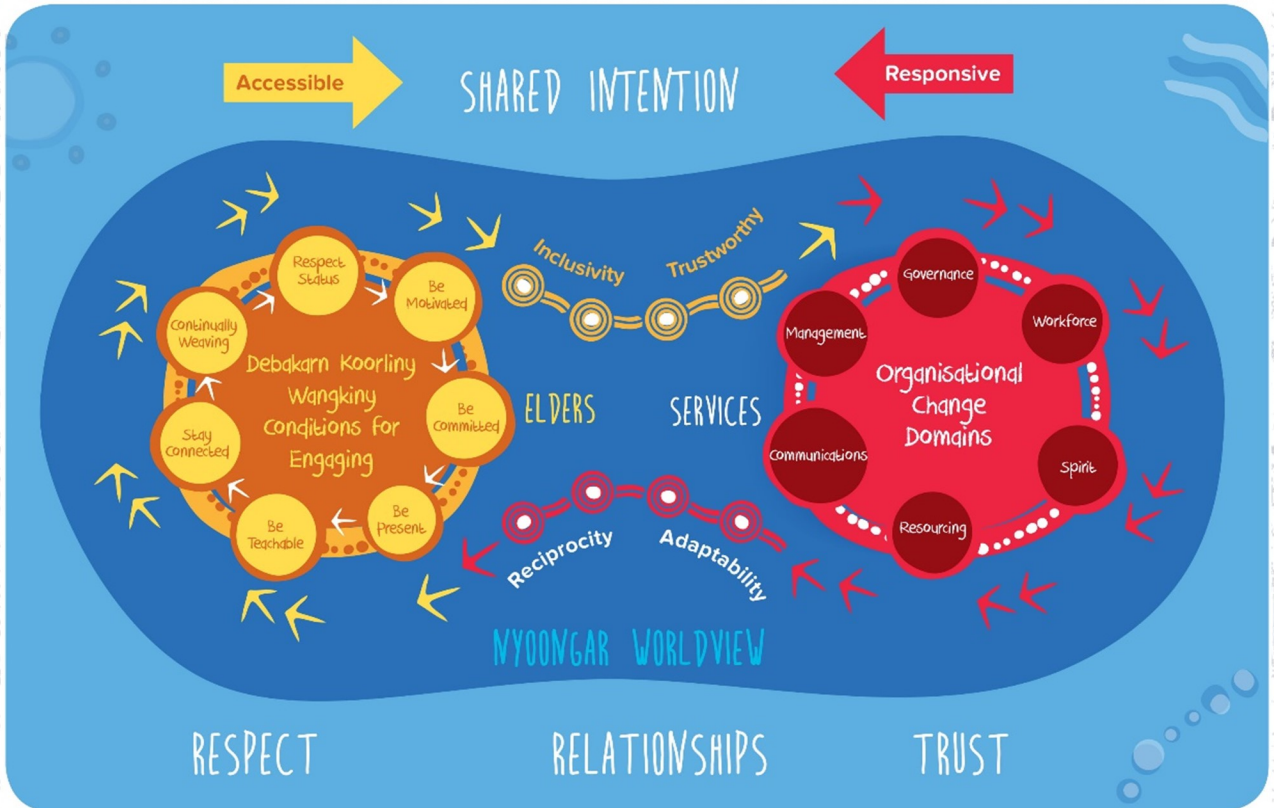 Accessible
SHARED INTENTION
Responsive
Inclusivity
Trustworthy
Respect
Status
Be
Motivated
Be
Committed
Be
Present
Be
Teachable
Stay
Connected
Continually
Weaving
Debakarn Koorliny
Wangkiny
Conditions for
Engaging
ELDERS
SERVICES
Governance
Workforce
Spirit
Resourcing
Communications
Management
Organisational
Change
Domains
Reciprocity
Adaptability
NYOONGAR WORLDVIEW
RESPECT
RELATIONSHIPS
TRUST